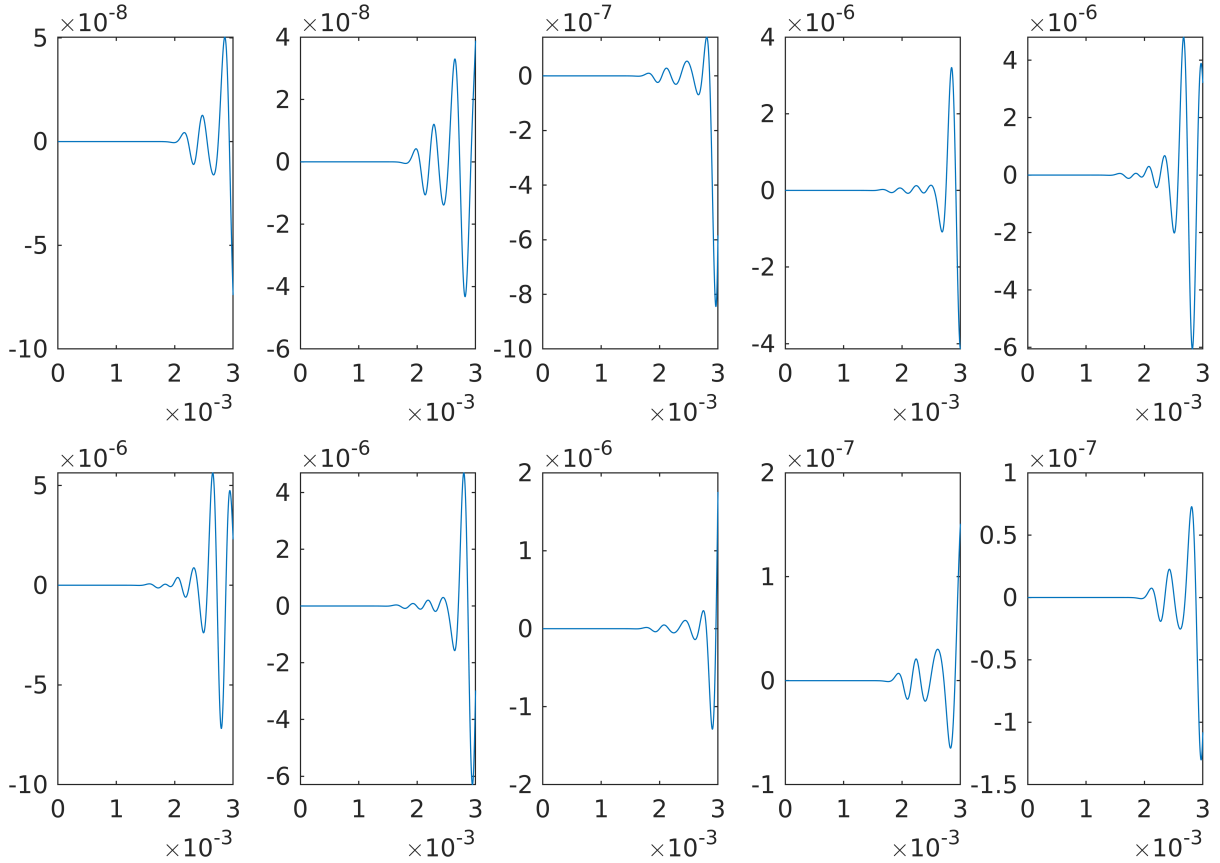 ×10-8 ×10-8 ×10-7 ×10-6 ×10-6
5 4 0 4 4
0 2 -2 2 2
-5 0 -4 0 0
-10 -2 -6 -2 -2
-4 -8 -4 -4
-6 -10 -6
0 1 2 3 0 1 2 3 0 1 2 3 0 1 2 3 0 1 2 3
×10-3 ×10-3 ×10-3 ×10-3 ×10-3
×10-6 ×10-6 ×10-6 ×10-7 ×10-7
5 4 2 2 1
0 2 1 1 0.5
-5 0 0 0 0
-10 -2 -1 -1 -0.5
-4 -2 -1
-6 -1.5
0 1 2 3 0 1 2 3 0 1 2 3 0 1 2 3 0 1 2 3
×10-3 ×10-3 ×10-3 ×10-3 ×10-3